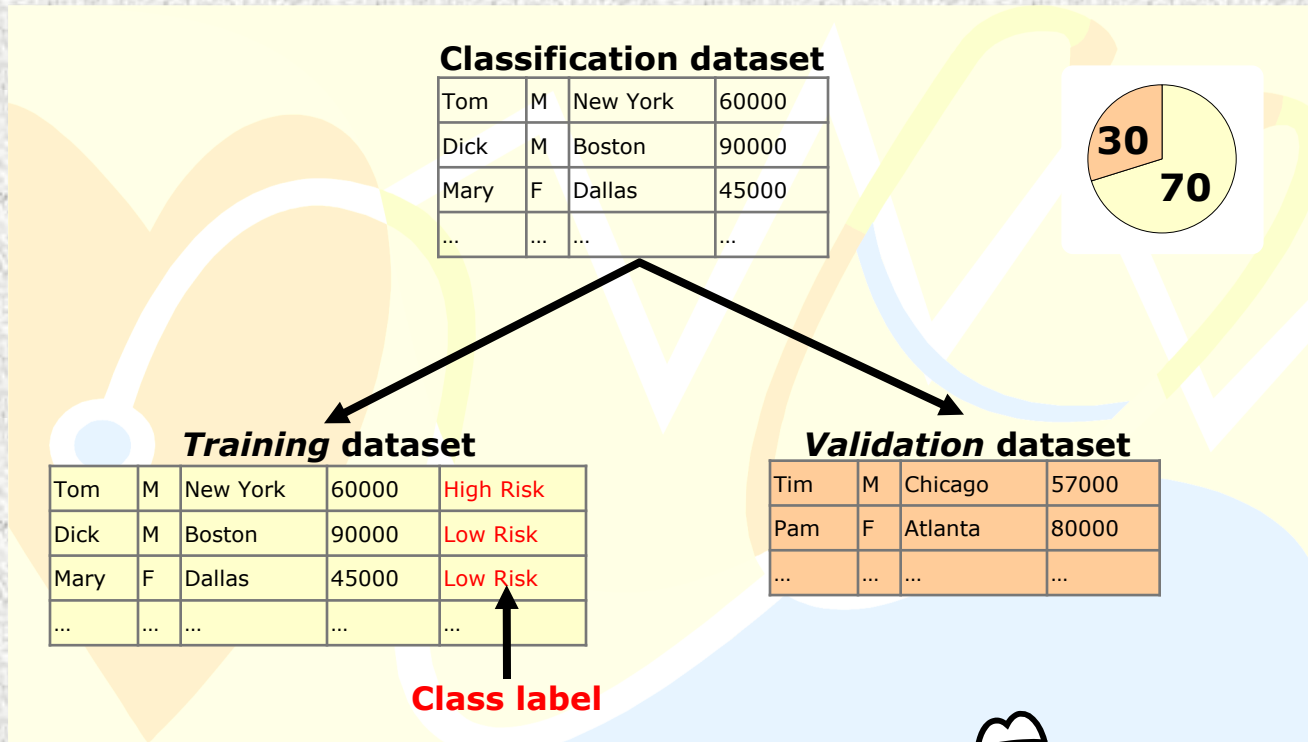 Classification dataset
Tom M New York 60000
Dick M Boston 90000
Mary F Dallas 45000
... ... ... ...
30
70
Training dataset
Tom M New York 60000 High Risk
Dick M Boston 90000 Low Risk
Mary F Dallas 45000 Low Risk
... ... ... ... ...
Class label
Validation dataset
Tim M Chicago 57000
Pam F Atlanta 80000
... ... ... ...